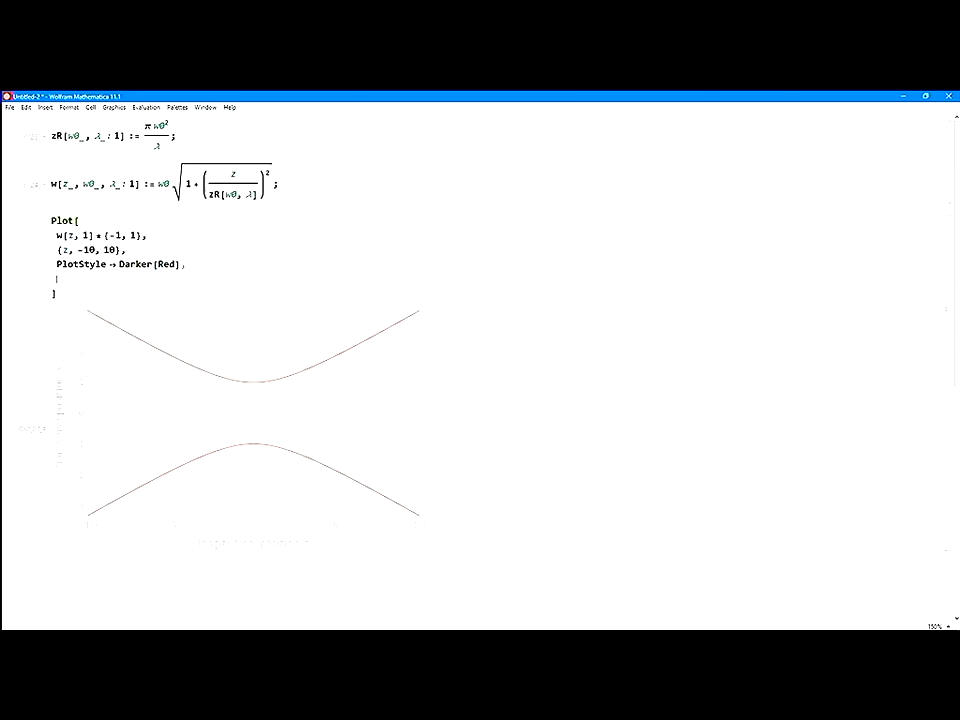 Untitled-2 * - Wolfram Mathematica 11.1
File Edit Insert Format Cell Graphics Evaluation Palettes Window Help
zR[w0_, λ_: 1] := π w0² / λ ;
w[z_, w0_, λ_: 1] := w0 √(1 + (z / zR[w0, λ])²) ;
Plot[
w[z, 1] * {-1, 1},
{z, -10, 10},
PlotStyle → Darker[Red],
]
150%